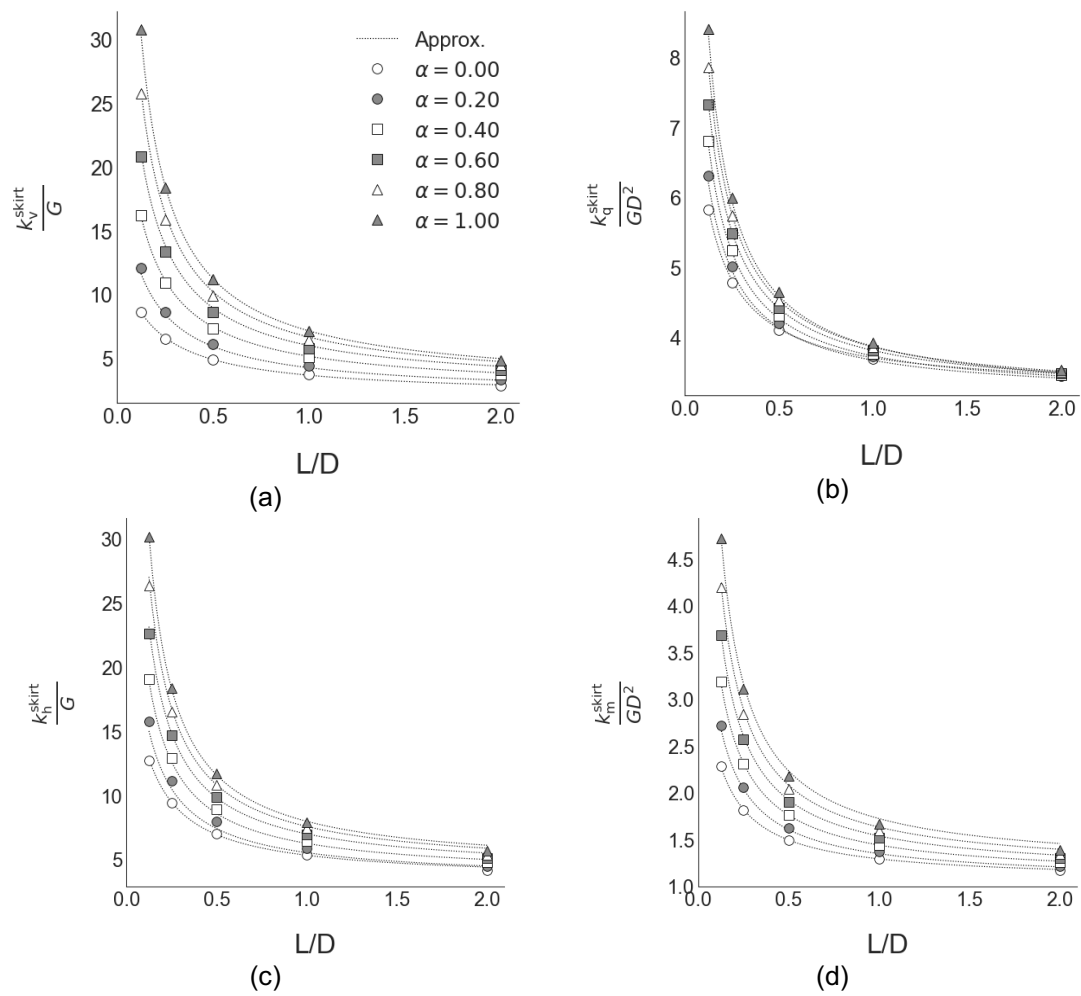 30
25
20
15
10
5
0.0 0.5 1.0 1.5 2.0
k_v^skirt / G
L/D
Approx.
α = 0.00
α = 0.20
α = 0.40
α = 0.60
α = 0.80
α = 1.00
(a)
8
7
6
5
4
0.0 0.5 1.0 1.5 2.0
k_q^skirt / GD²
L/D
(b)
30
25
20
15
10
5
0.0 0.5 1.0 1.5 2.0
k_h^skirt / G
L/D
(c)
4.5
4.0
3.5
3.0
2.5
2.0
1.5
1.0
0.0 0.5 1.0 1.5 2.0
k_m^skirt / GD²
L/D
(d)